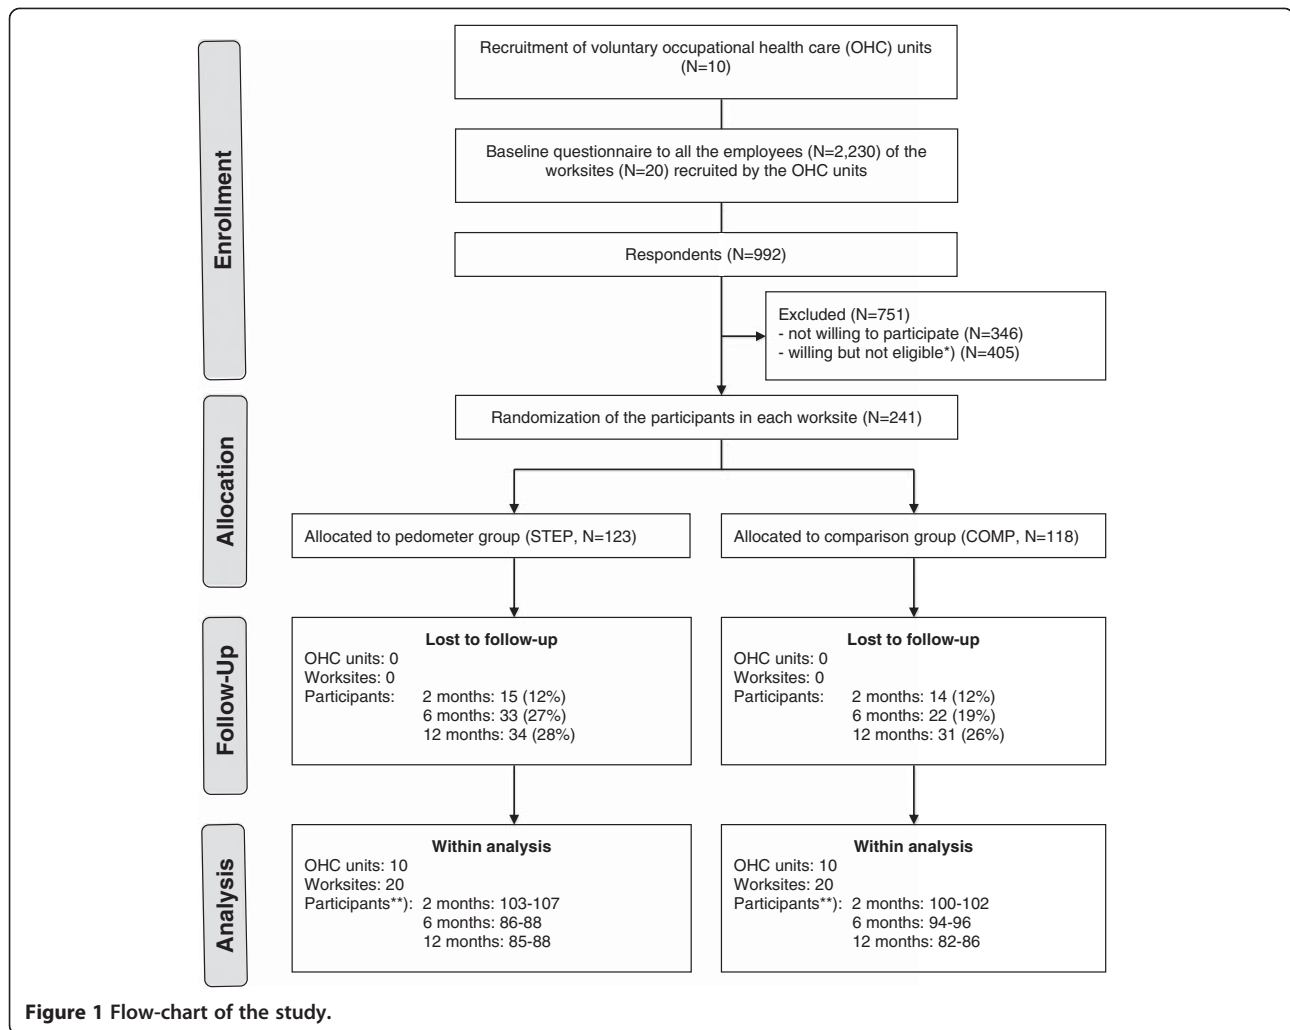 Enrollment
Recruitment of voluntary occupational health care (OHC) units
(N=10)
Baseline questionnaire to all the employees (N=2,230) of the
worksites (N=20) recruited by the OHC units
Respondents (N=992)
Excluded (N=751)
- not willing to participate (N=346)
- willing but not eligible*) (N=405)
Allocation
Randomization of the participants in each worksite (N=241)
Allocated to pedometer group (STEP, N=123)
Allocated to comparison group (COMP, N=118)
Follow-Up
Lost to follow-up
OHC units: 0
Worksites: 0
Participants: 2 months: 15 (12%)
6 months: 33 (27%)
12 months: 34 (28%)
Lost to follow-up
OHC units: 0
Worksites: 0
Participants: 2 months: 14 (12%)
6 months: 22 (19%)
12 months: 31 (26%)
Analysis
Within analysis
OHC units: 10
Worksites: 20
Participants**): 2 months: 103-107
6 months: 86-88
12 months: 85-88
Within analysis
OHC units: 10
Worksites: 20
Participants**): 2 months: 100-102
6 months: 94-96
12 months: 82-86
Figure 1 Flow-chart of the study.